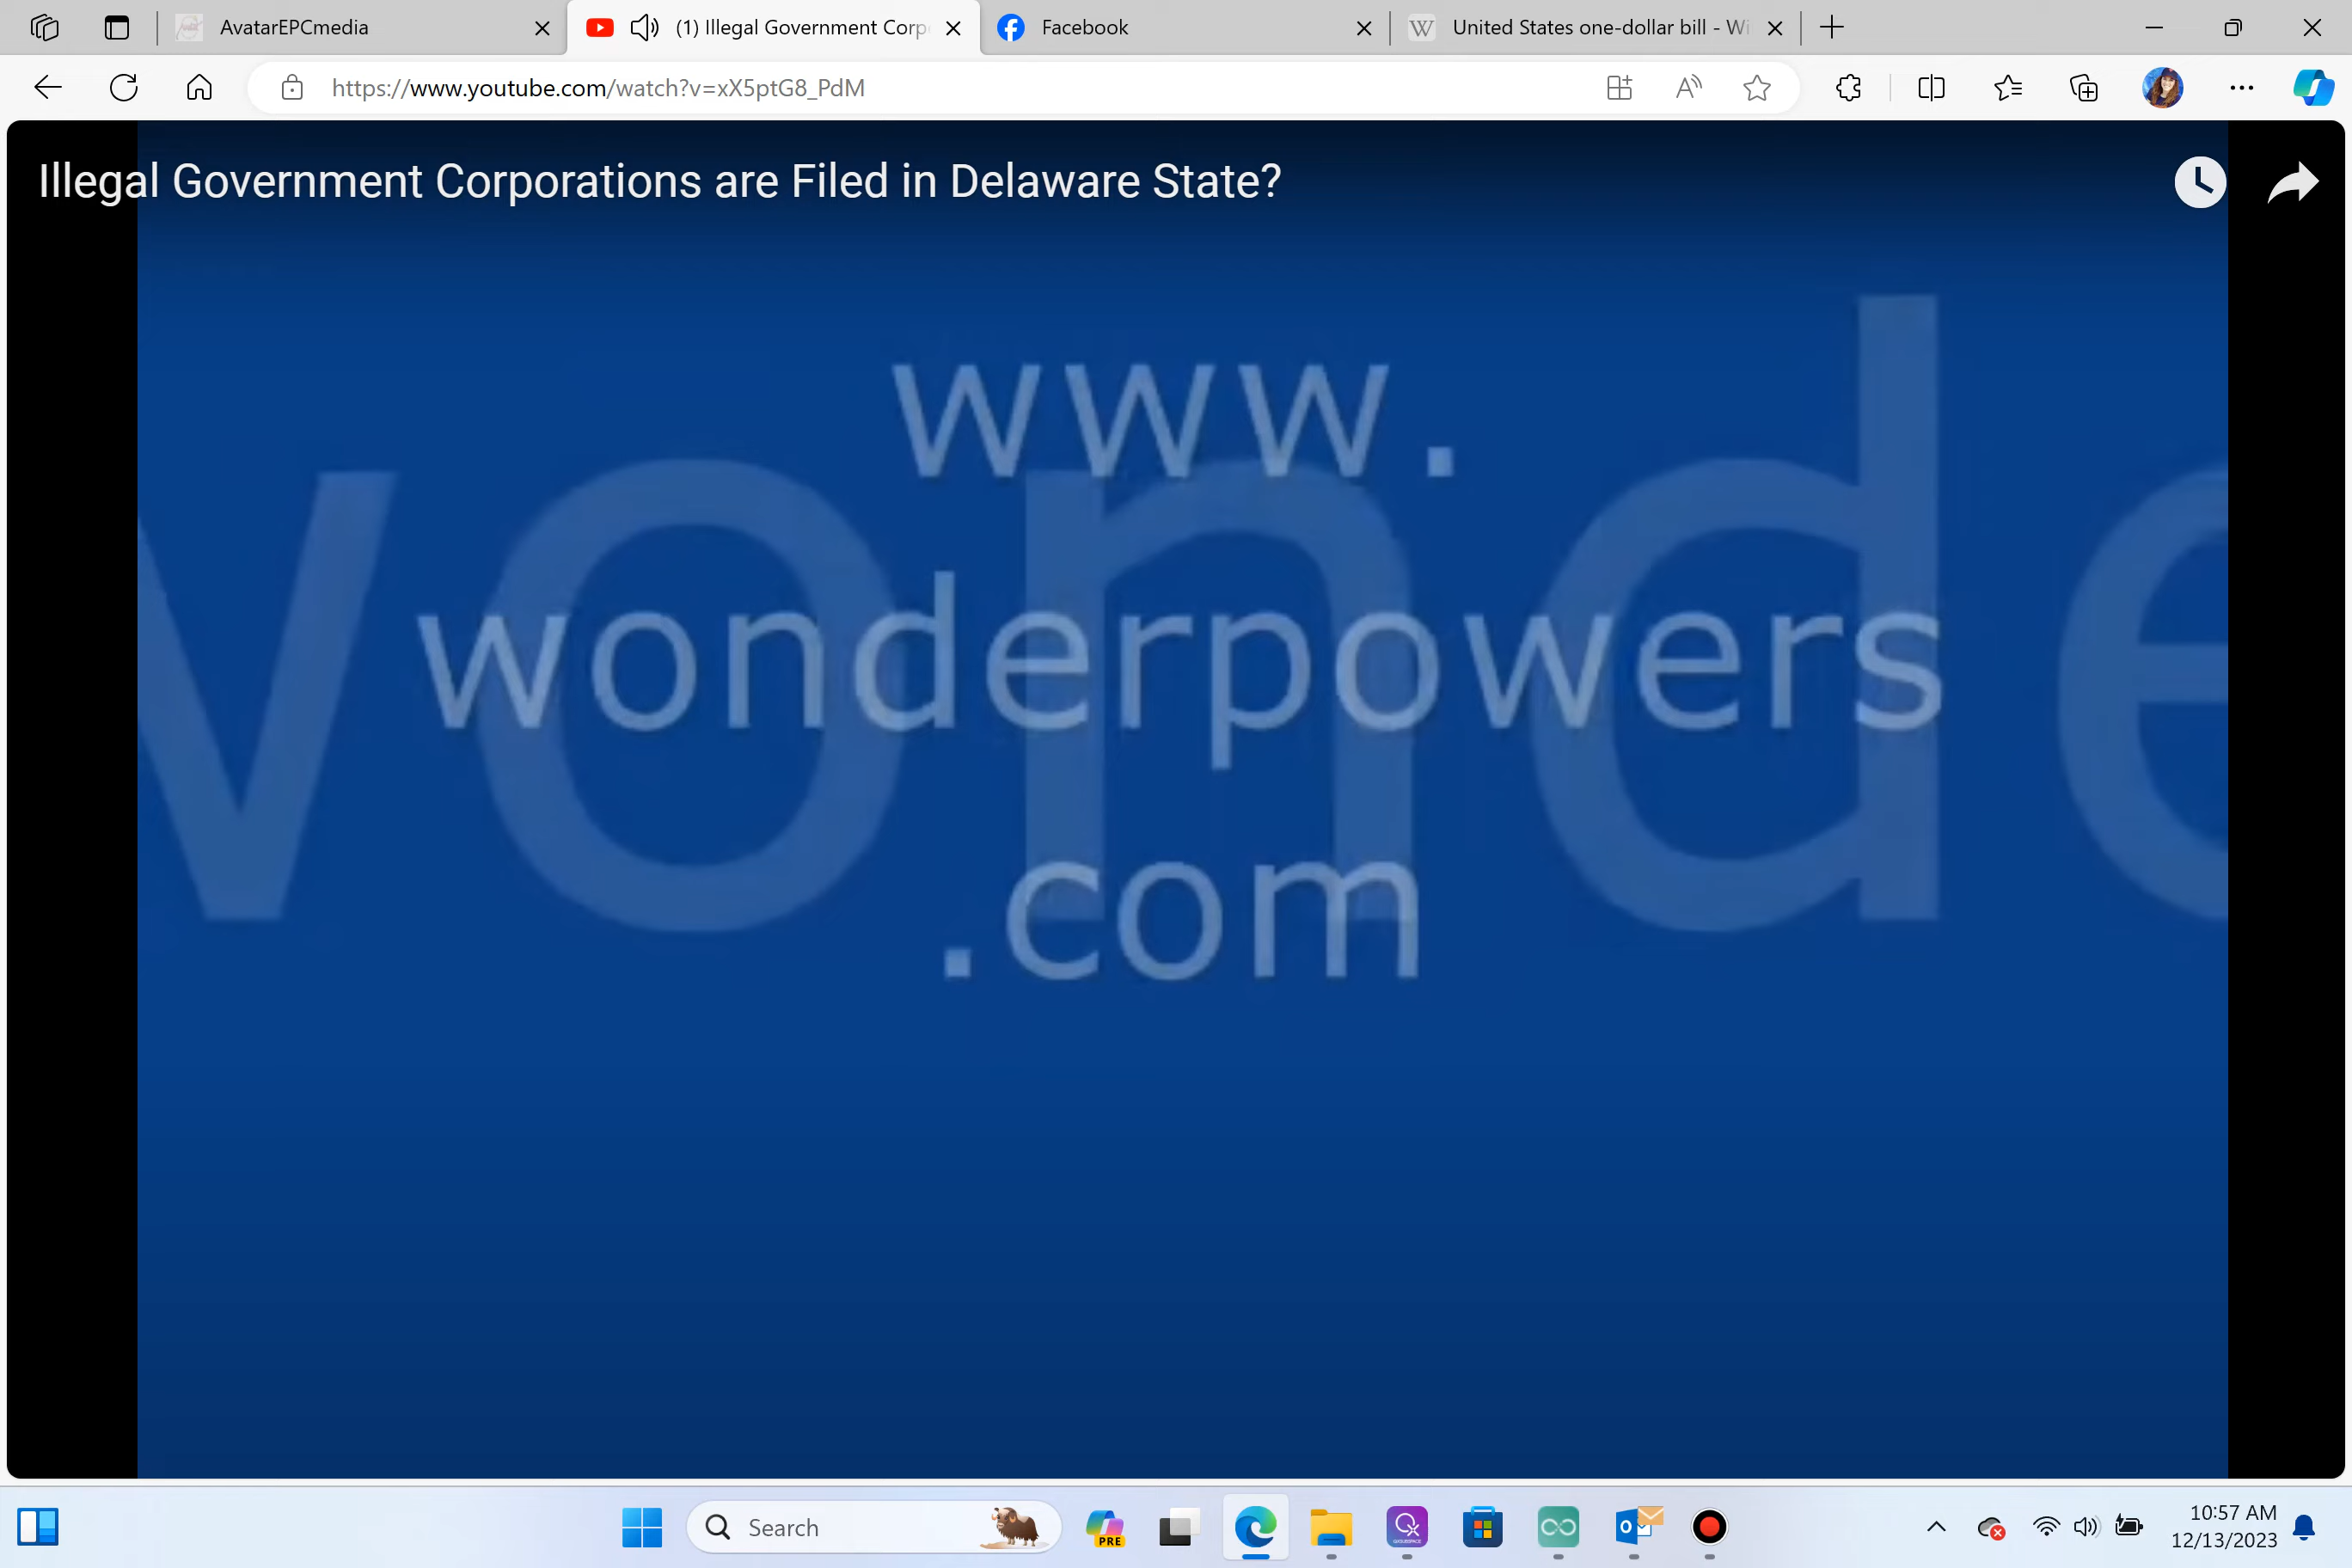 AvatarEPCmedia
(1) Illegal Government Corp
Facebook
United States one-dollar bill - Wi
https://www.youtube.com/watch?v=xX5ptG8_PdM
Illegal Government Corporations are Filed in Delaware State?
www.
wonderpowers
.com
wonde
Search
PRE
10:57 AM
12/13/2023